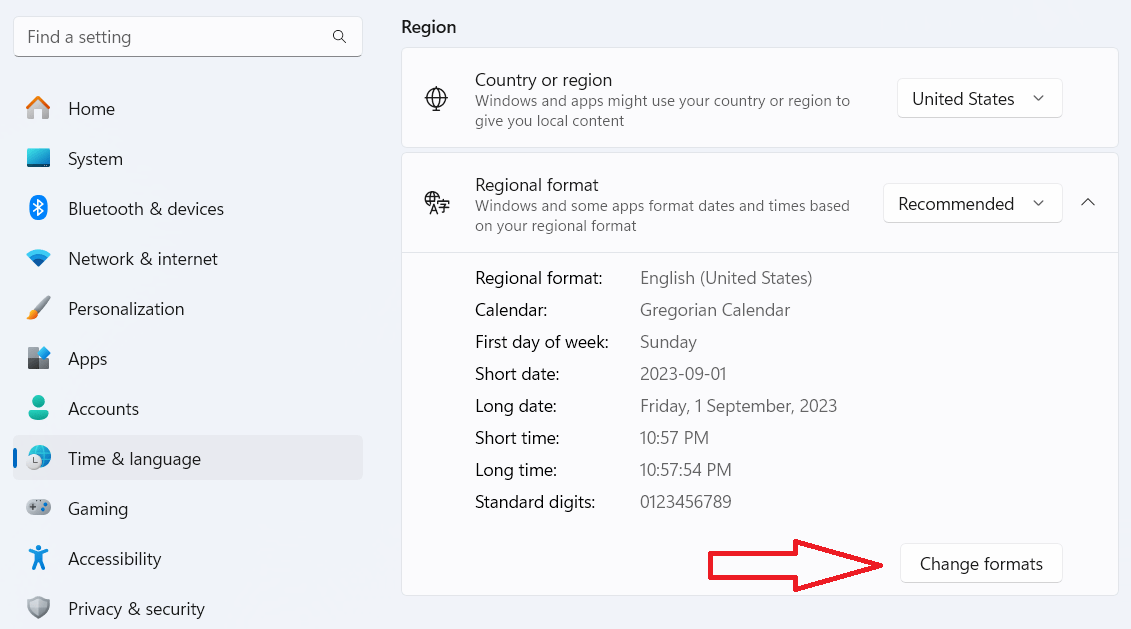 Find a setting
Home
System
Bluetooth & devices
Network & internet
Personalization
Apps
Accounts
Time & language
Gaming
Accessibility
Privacy & security
Region
Country or region
Windows and apps might use your country or region to
give you local content
United States
Regional format
Windows and some apps format dates and times based
on your regional format
Recommended
Regional format: English (United States)
Calendar: Gregorian Calendar
First day of week: Sunday
Short date: 2023-09-01
Long date: Friday, 1 September, 2023
Short time: 10:57 PM
Long time: 10:57:54 PM
Standard digits: 0123456789
Change formats